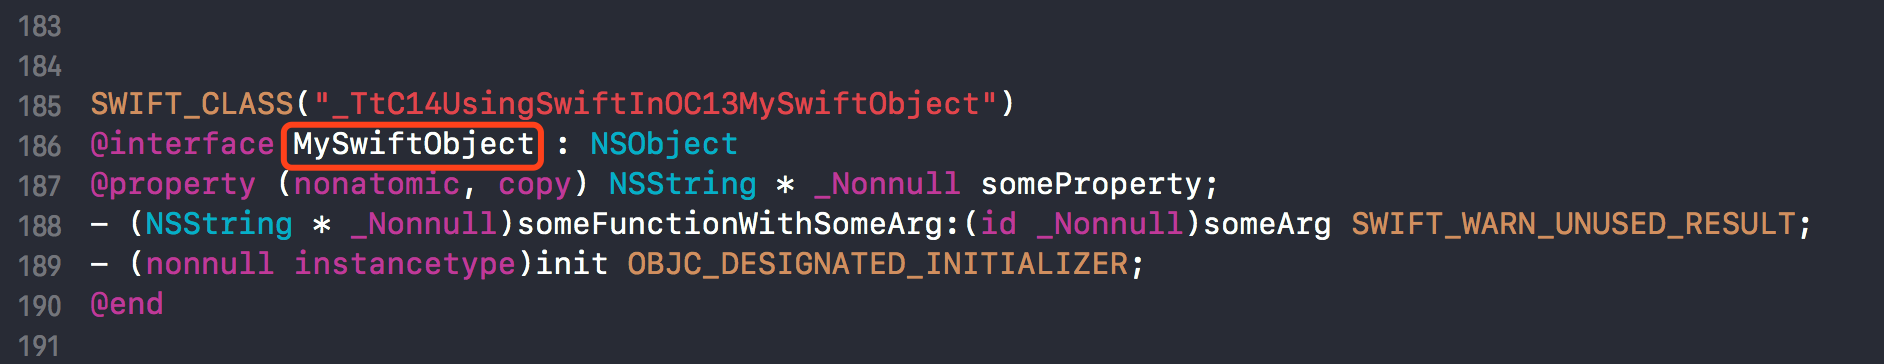 183
184
185 SWIFT_CLASS("_TtC14UsingSwiftInOC13MySwiftObject")
186 @interface MySwiftObject : NSObject
187 @property (nonatomic, copy) NSString * _Nonnull someProperty;
188 - (NSString * _Nonnull)someFunctionWithSomeArg:(id _Nonnull)someArg SWIFT_WARN_UNUSED_RESULT;
189 - (nonnull instancetype)init OBJC_DESIGNATED_INITIALIZER;
190 @end
191